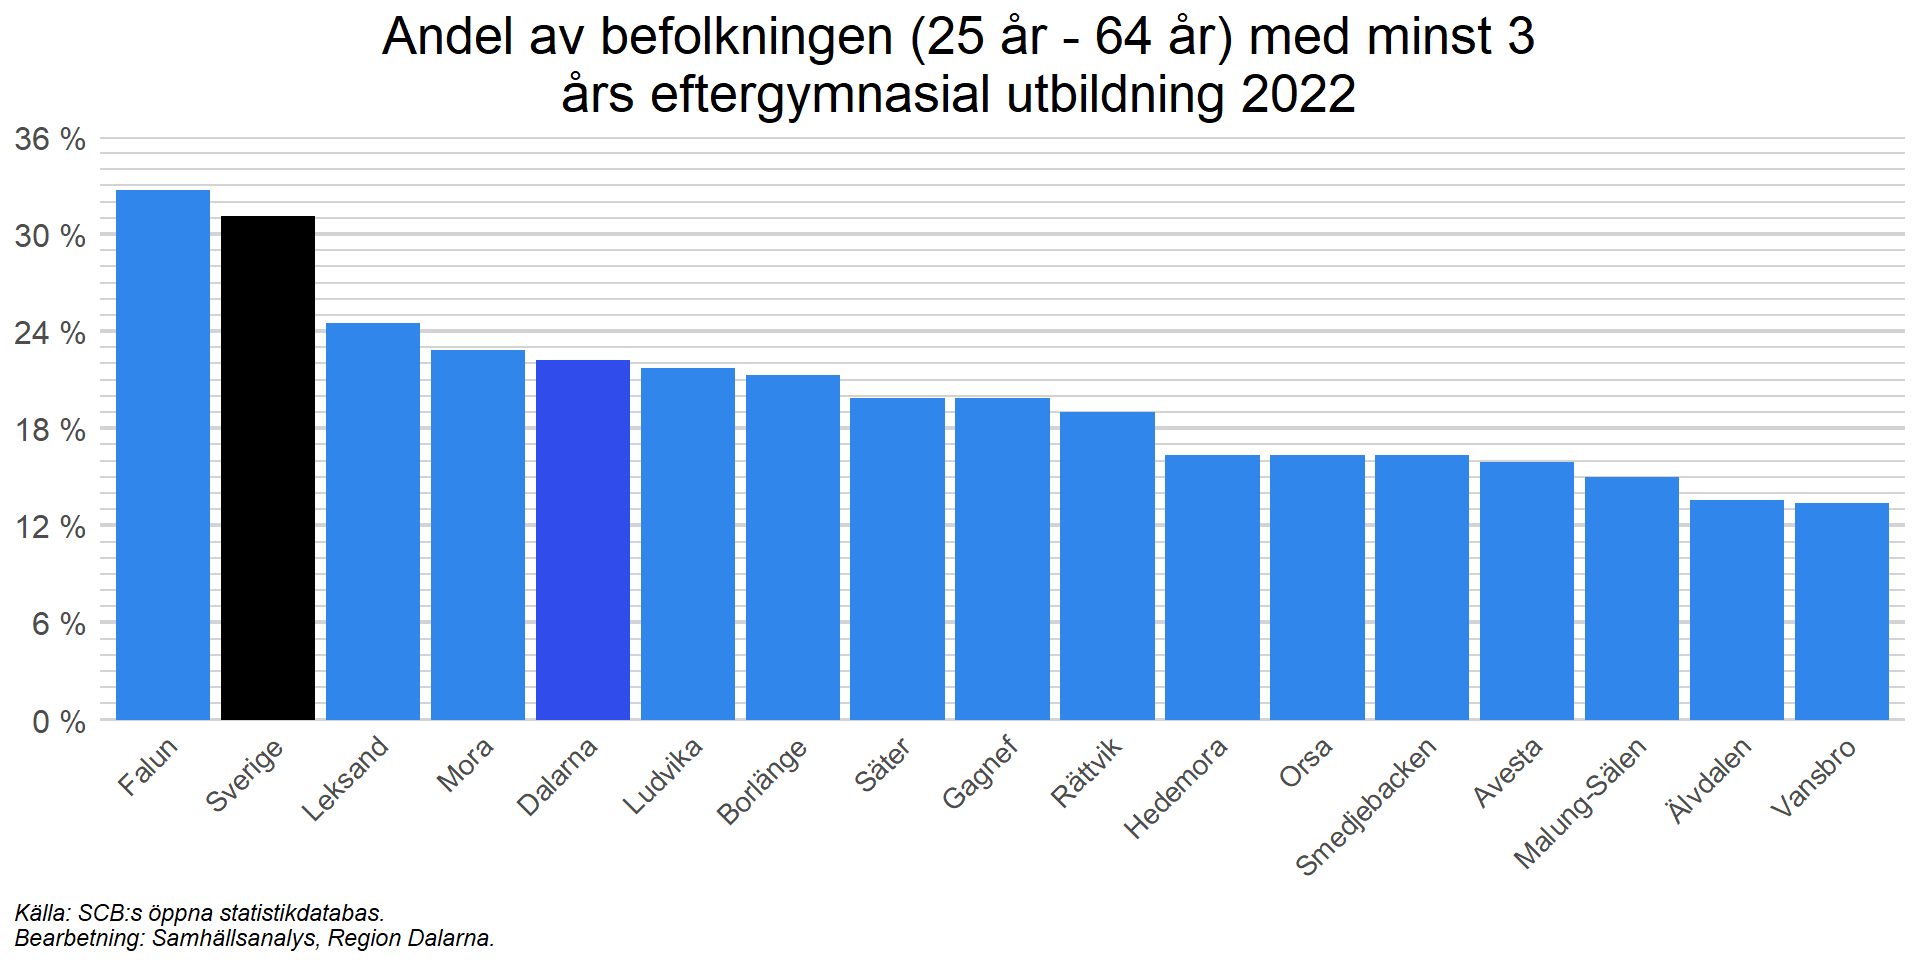 Andel av befolkningen (25 år - 64 år) med minst 3
års eftergymnasial utbildning 2022
36 %
30 %
24 %
18 %
12 %
6 %
0 %
Falun
Sverige
Leksand
Mora
Dalarna
Ludvika
Borlänge
Säter
Gagnef
Rättvik
Hedemora
Orsa
Smedjebacken
Avesta
Malung-Sälen
Älvdalen
Vansbro
Källa: SCB:s öppna statistikdatabas.
Bearbetning: Samhällsanalys, Region Dalarna.